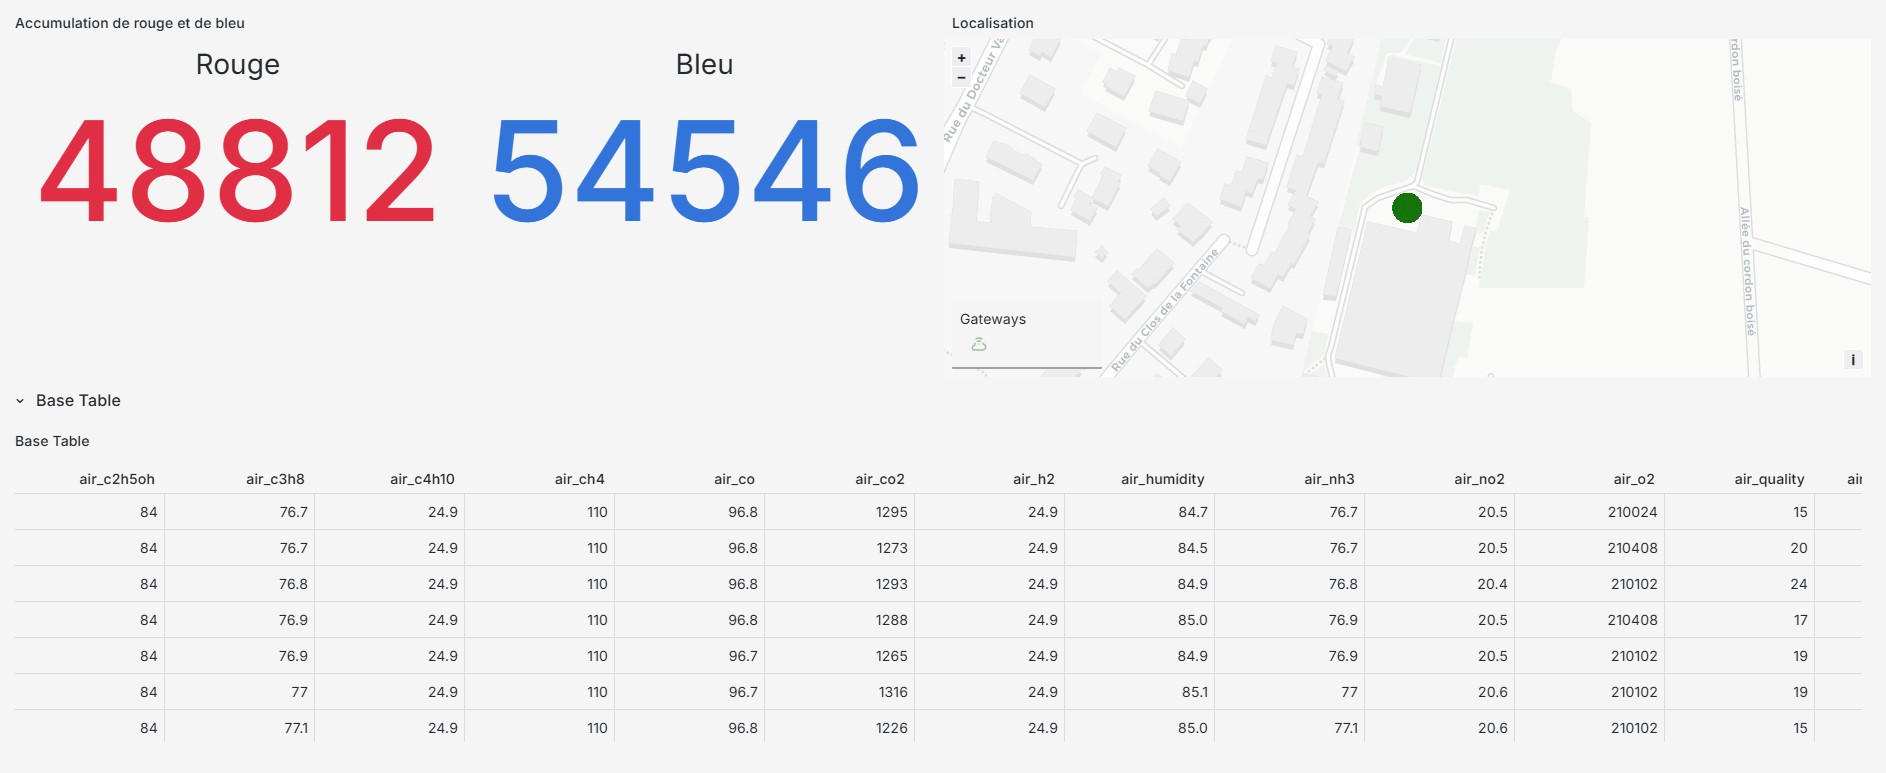 Accumulation de rouge et de bleu
Rouge
Bleu
48812
54546
Localisation
+
−
Rue du Docteur Va
Rue du Clos de la Fontaine
rdon boisé
Allée du cordon boisé
Gateways
i
Base Table
Base Table
air_c2h5oh air_c3h8 air_c4h10 air_ch4 air_co air_co2 air_h2 air_humidity air_nh3 air_no2 air_o2 air_quality air
84 76.7 24.9 110 96.8 1295 24.9 84.7 76.7 20.5 210024 15
84 76.7 24.9 110 96.8 1273 24.9 84.5 76.7 20.5 210408 20
84 76.8 24.9 110 96.8 1293 24.9 84.9 76.8 20.4 210102 24
84 76.9 24.9 110 96.8 1288 24.9 85.0 76.9 20.5 210408 17
84 76.9 24.9 110 96.7 1265 24.9 84.9 76.9 20.5 210102 19
84 77 24.9 110 96.7 1316 24.9 85.1 77 20.6 210102 19
84 77.1 24.9 110 96.8 1226 24.9 85.0 77.1 20.6 210102 15